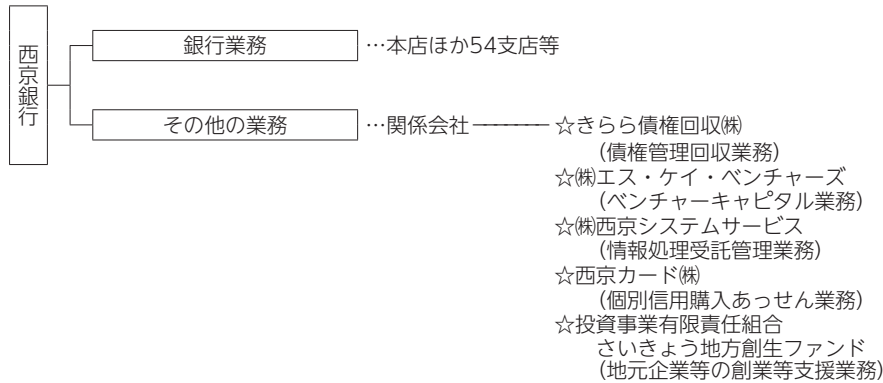 西京銀行
銀行業務 …本店ほか54支店等
その他の業務 …関係会社
☆きらら債権回収㈱
(債権管理回収業務)
☆㈱エス・ケイ・ベンチャーズ
(ベンチャーキャピタル業務)
☆㈱西京システムサービス
(情報処理受託管理業務)
☆西京カード㈱
(個別信用購入あっせん業務)
☆投資事業有限責任組合
さいきょう地方創生ファンド
(地元企業等の創業等支援業務)